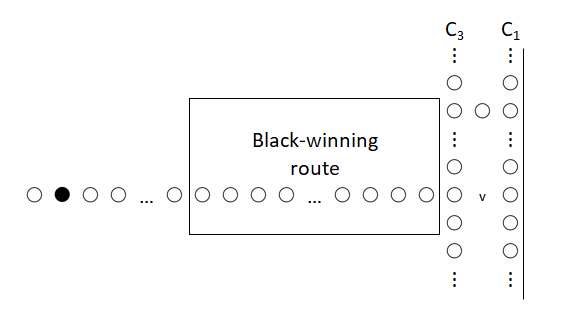 C₃ C₁
Black-winning
route
... ...
v